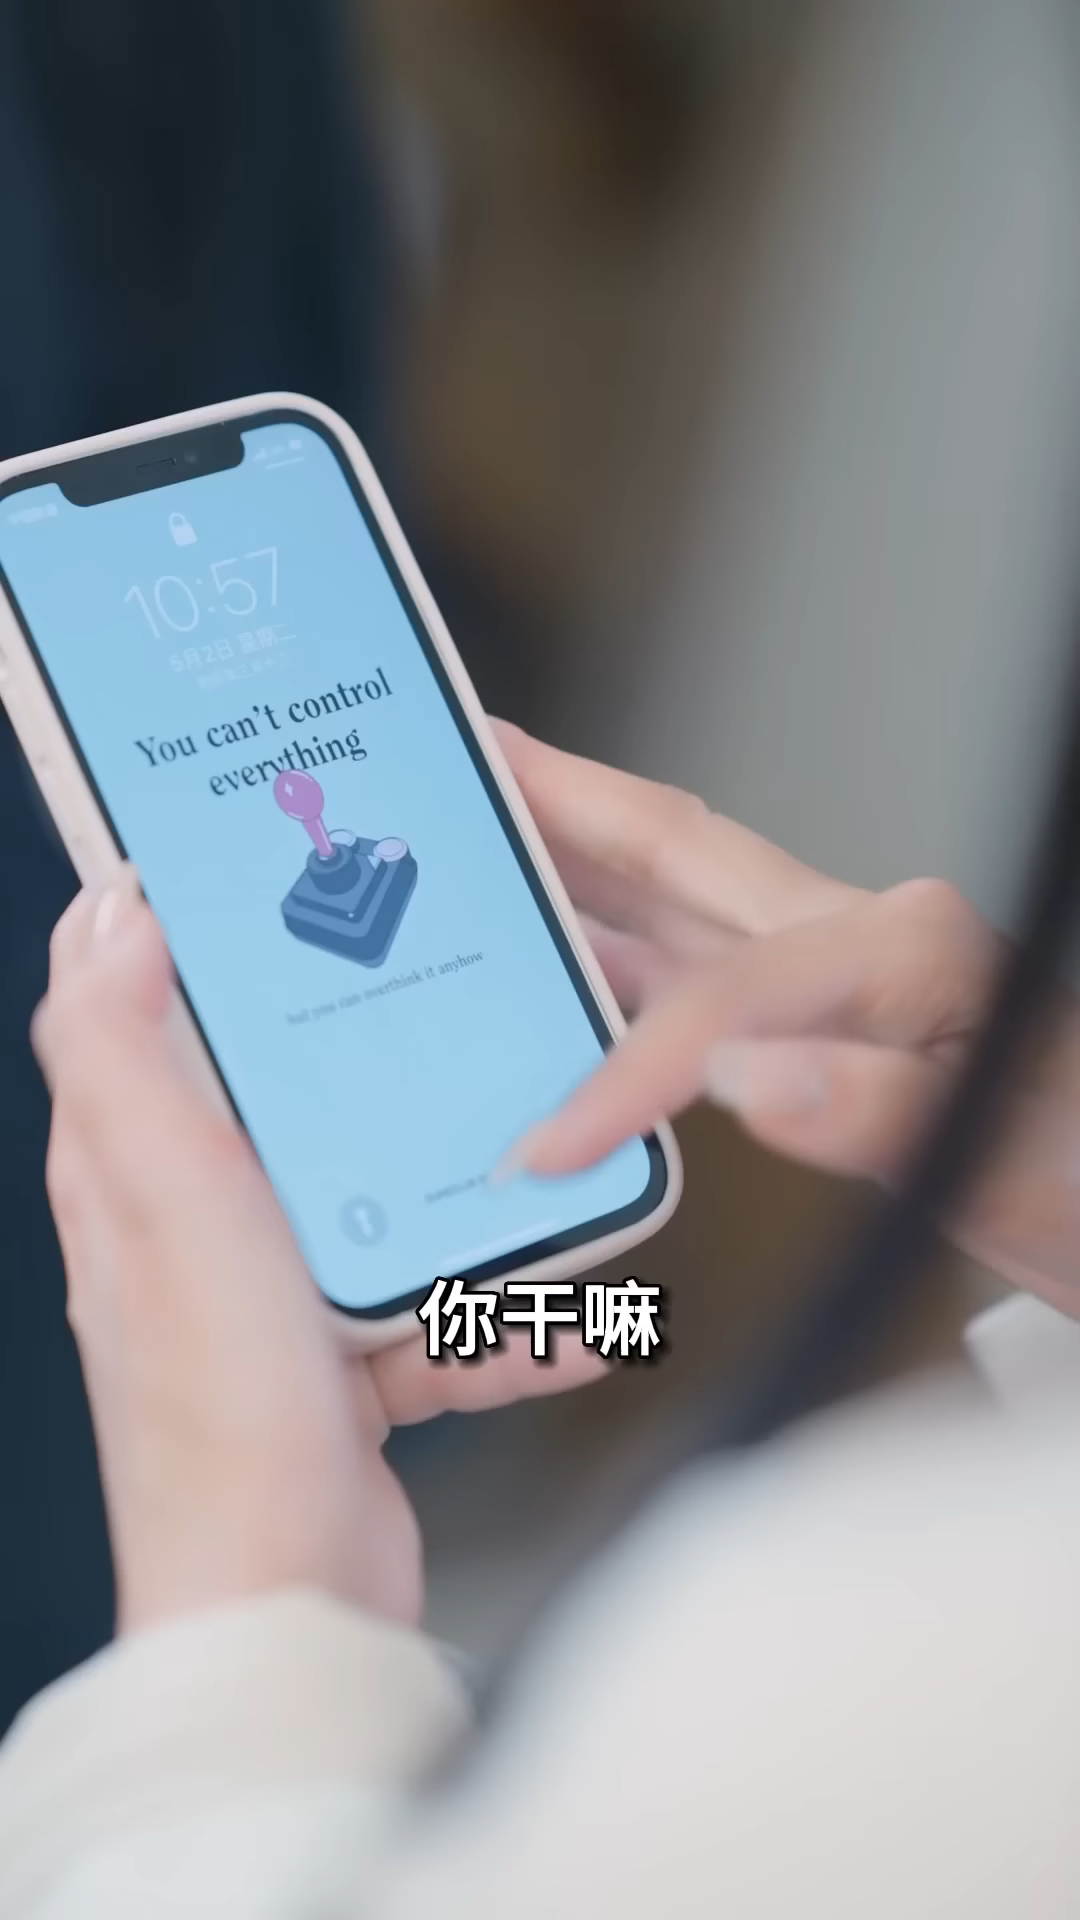 10:57
5月2日 星期二
You can't control
everything
but you can overthink it anyhow
你干嘛